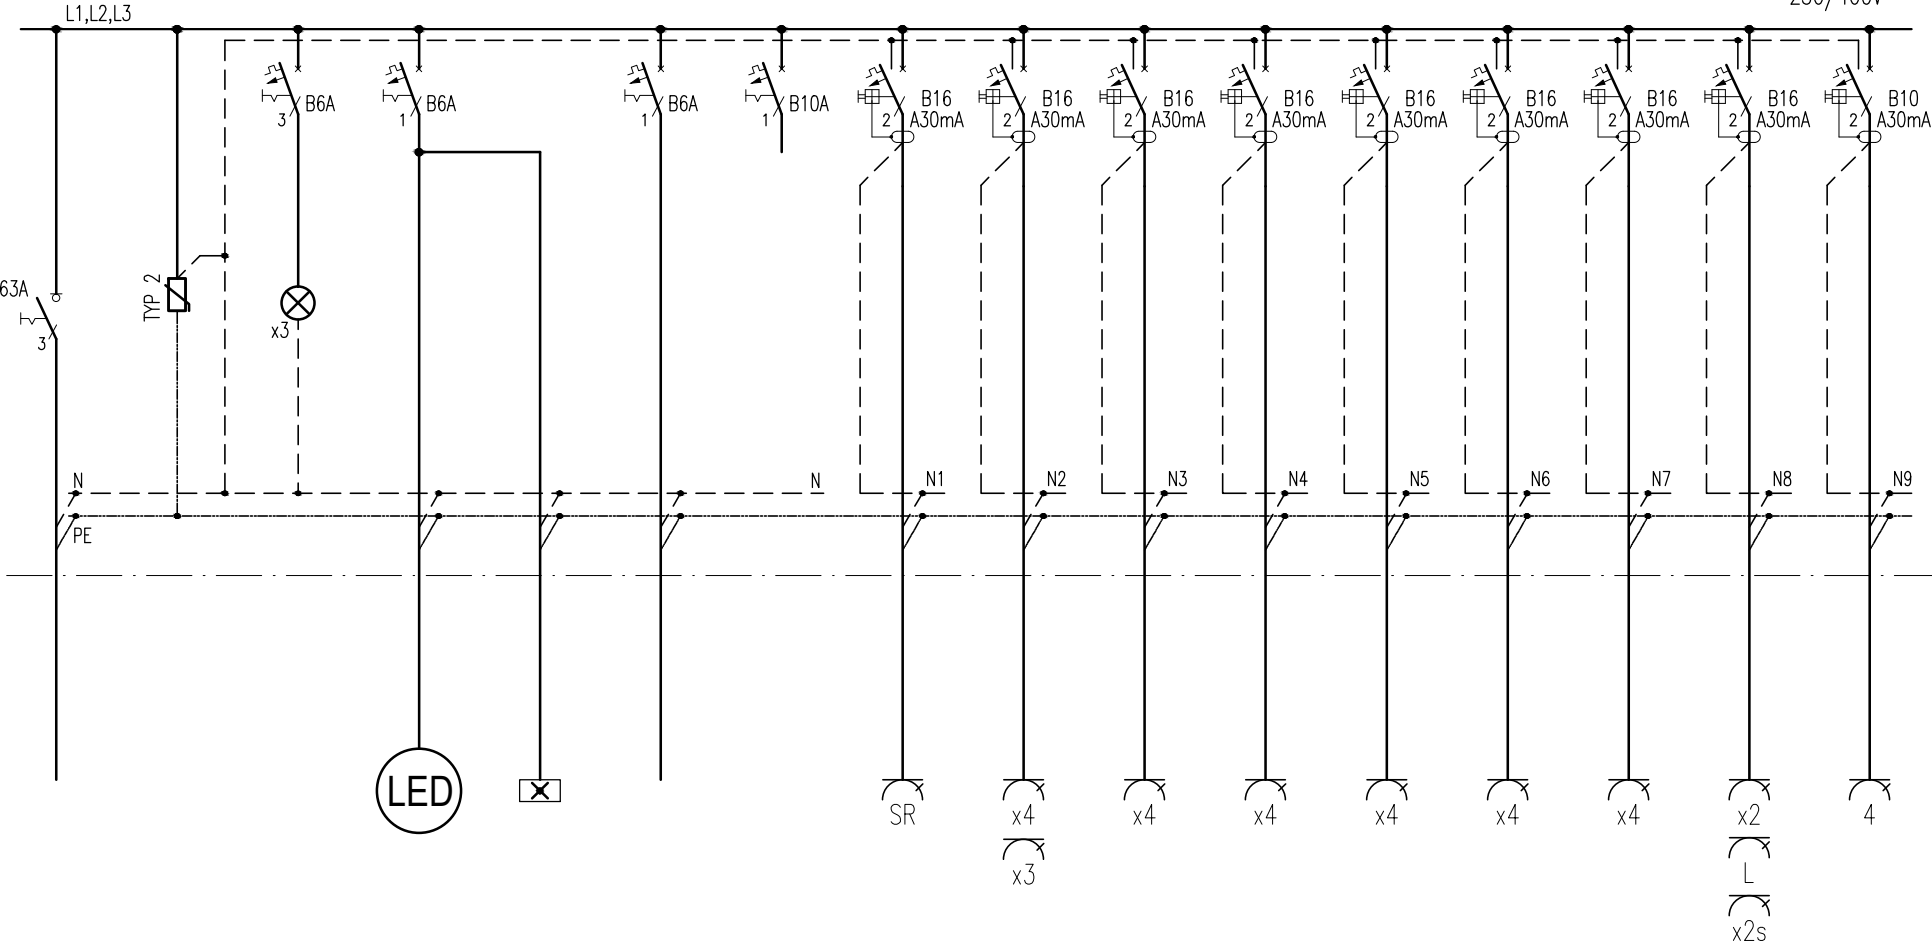 L1,L2,L3
230/400V
B6A
3
B6A
1
B6A
1
B10A
1
B16
A30mA
2
B16
A30mA
2
B16
A30mA
2
B16
A30mA
2
B16
A30mA
2
B16
A30mA
2
B16
A30mA
2
B16
A30mA
2
B10
A30mA
2
63A
3
TYP 2
x3
N
N
N1
N2
N3
N4
N5
N6
N7
N8
N9
PE
LED
SR
x4
x4
x4
x4
x4
x4
x2
4
x3
L
x2s